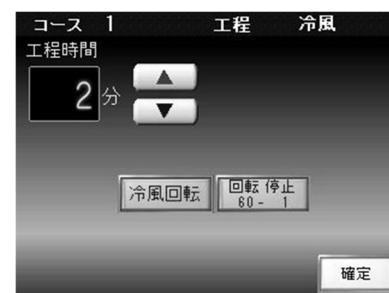 コース 1 工程 冷風
工程時間
2分
▲
▼
冷風回転
回転 停止
60- 1
確定